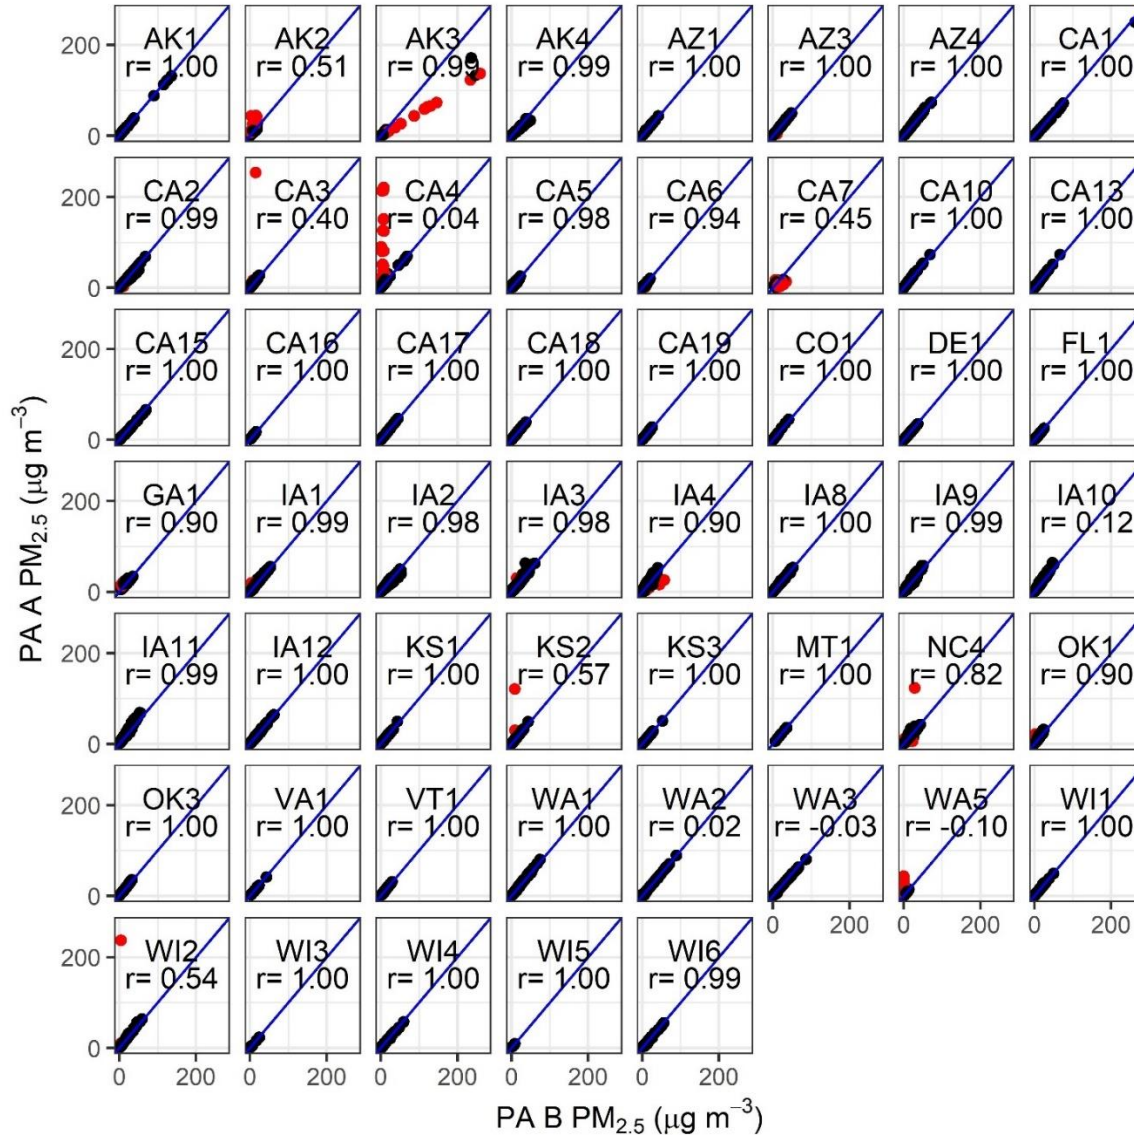 AK1 AK2 AK3 AK4 AZ1 AZ3 AZ4 CA1
r= 1.00 r= 0.51 r= 0.99 r= 0.99 r= 1.00 r= 1.00 r= 1.00 r= 1.00
200
0
CA2 CA3 CA4 CA5 CA6 CA7 CA10 CA13
r= 0.99 r= 0.40 r= 0.04 r= 0.98 r= 0.94 r= 0.45 r= 1.00 r= 1.00
200
0
CA15 CA16 CA17 CA18 CA19 CO1 DE1 FL1
r= 1.00 r= 1.00 r= 1.00 r= 1.00 r= 1.00 r= 1.00 r= 1.00 r= 1.00
200
0
GA1 IA1 IA2 IA3 IA4 IA8 IA9 IA10
r= 0.90 r= 0.99 r= 0.98 r= 0.98 r= 0.90 r= 1.00 r= 0.99 r= 0.12
200
0
IA11 IA12 KS1 KS2 KS3 MT1 NC4 OK1
r= 0.99 r= 1.00 r= 1.00 r= 0.57 r= 1.00 r= 1.00 r= 0.82 r= 0.90
200
0
OK3 VA1 VT1 WA1 WA2 WA3 WA5 WI1
r= 1.00 r= 1.00 r= 1.00 r= 1.00 r= 0.02 r= -0.03 r= -0.10 r= 1.00
200
0
0 200 0 200 0 200
WI2 WI3 WI4 WI5 WI6
r= 0.54 r= 1.00 r= 1.00 r= 1.00 r= 0.99
200
0
0 200 0 200 0 200 0 200 0 200
PA A PM2.5 (μg m−3)
PA B PM2.5 (μg m−3)